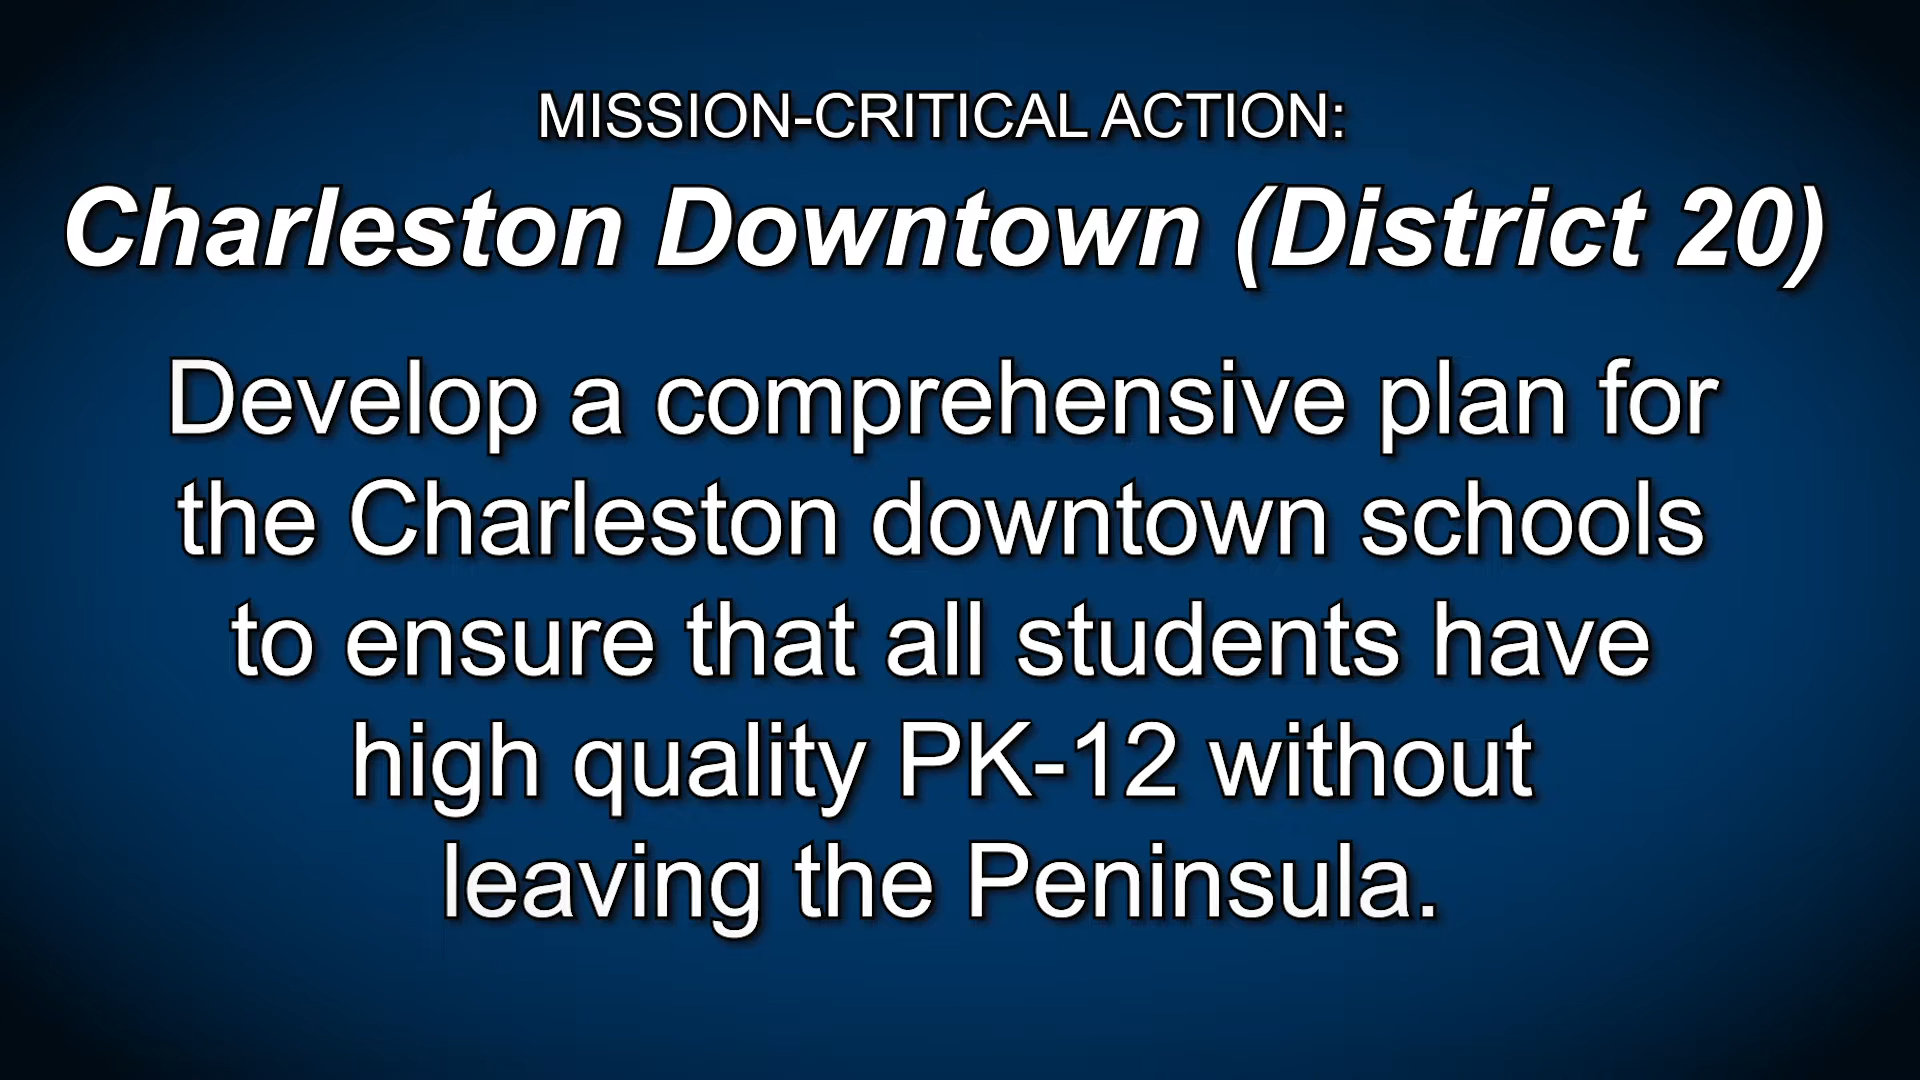 MISSION-CRITICAL ACTION:
Charleston Downtown (District 20)
Develop a comprehensive plan for
the Charleston downtown schools
to ensure that all students have
high quality PK-12 without
leaving the Peninsula.